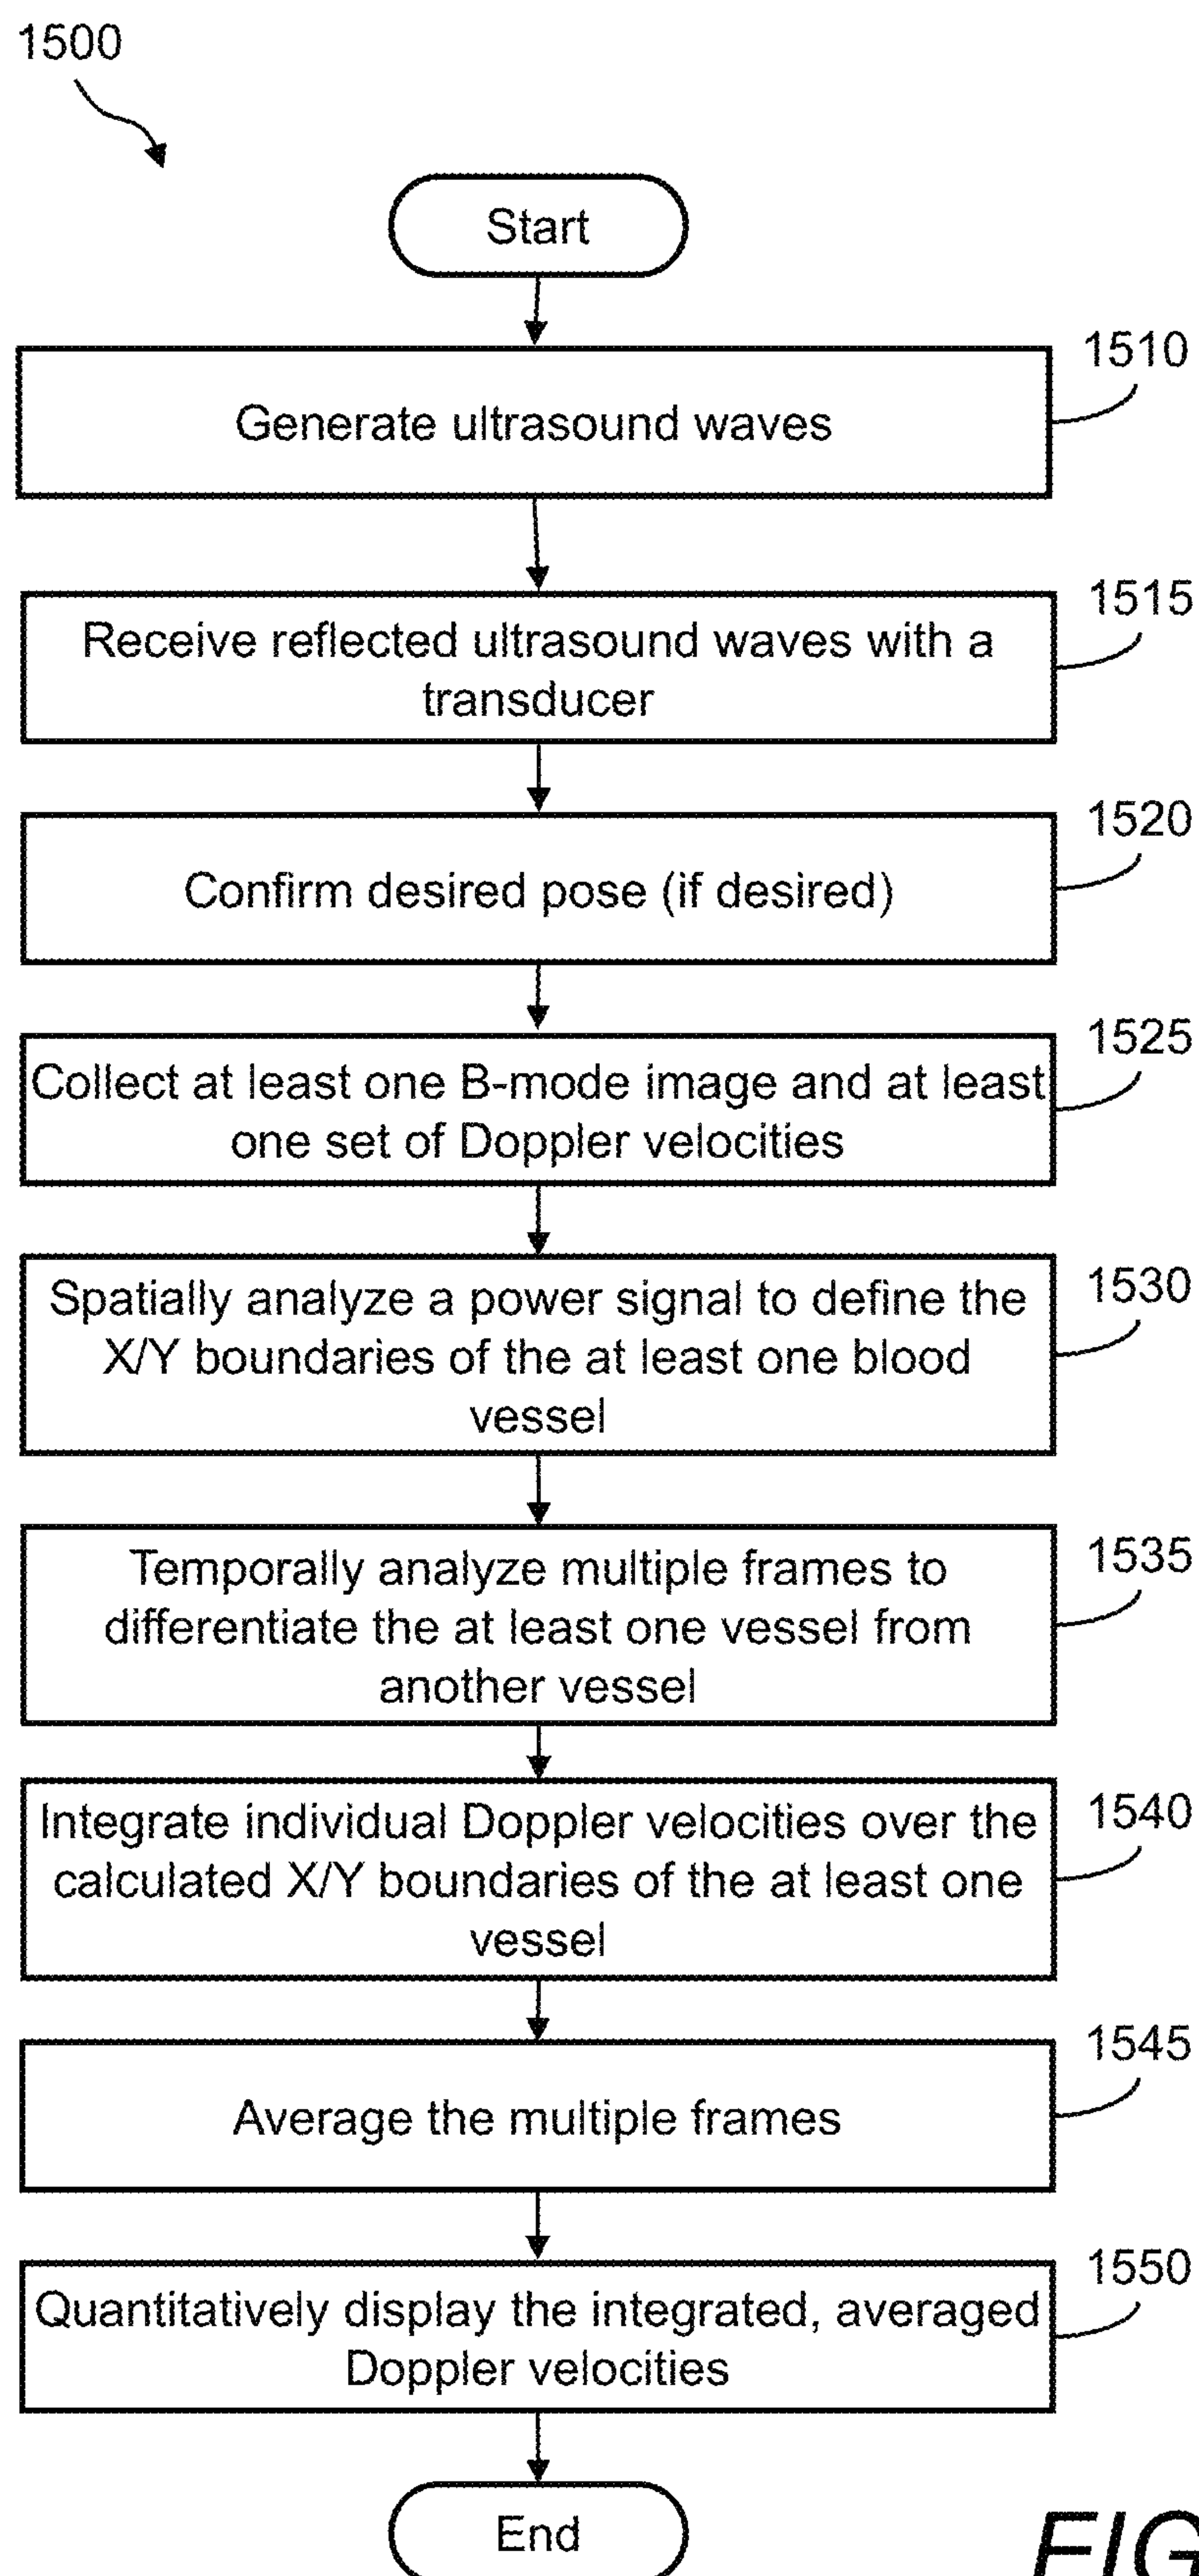 1500
Start
1510
Generate ultrasound waves
1515
Receive reflected ultrasound waves with a
transducer
1520
Confirm desired pose (if desired)
1525
Collect at least one B-mode image and at least
one set of Doppler velocities
1530
Spatially analyze a power signal to define the
X/Y boundaries of the at least one blood
vessel
1535
Temporally analyze multiple frames to
differentiate the at least one vessel from
another vessel
1540
Integrate individual Doppler velocities over the
calculated X/Y boundaries of the at least one
vessel
1545
Average the multiple frames
1550
Quantitatively display the integrated, averaged
Doppler velocities
End
FIG